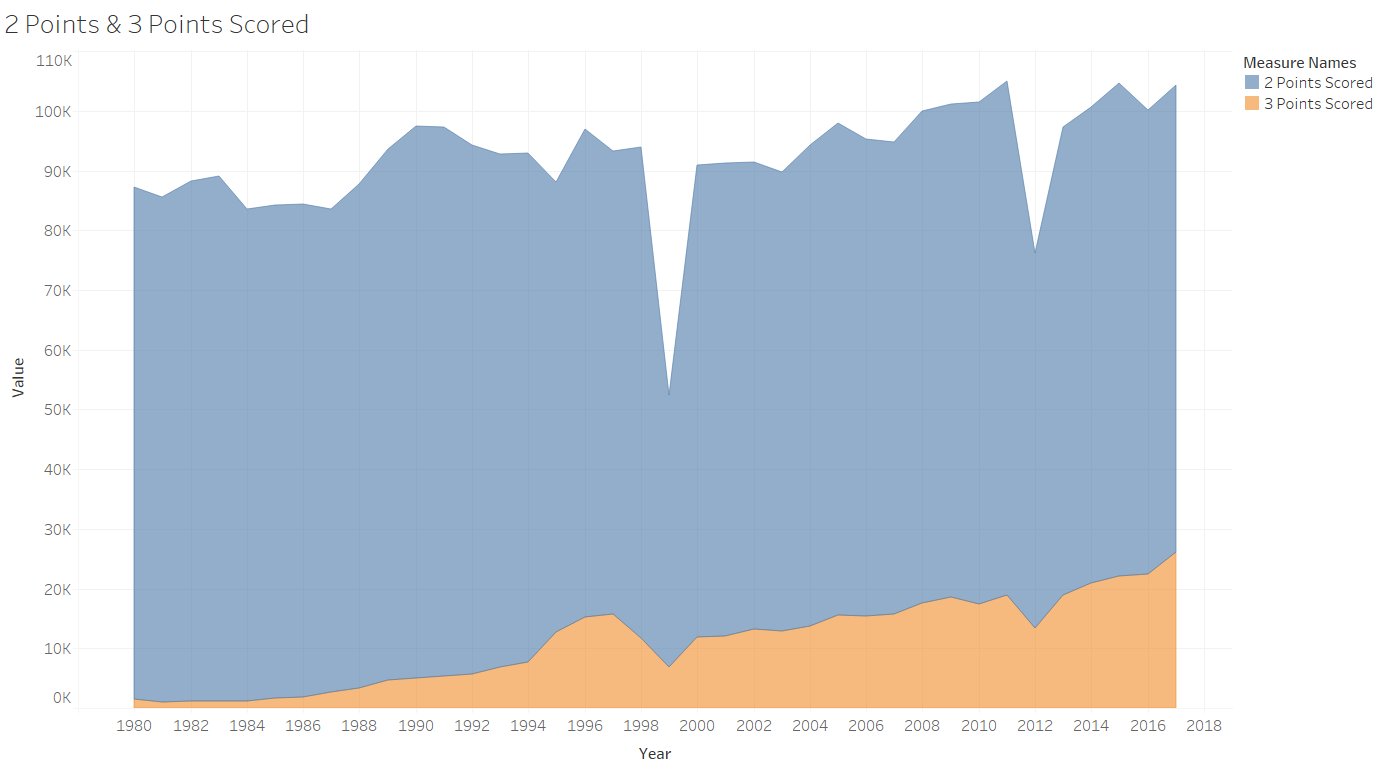 2 Points & 3 Points Scored
Measure Names
2 Points Scored
3 Points Scored
110K
100K
90K
80K
70K
60K
50K
40K
30K
20K
10K
0K
Value
1980 1982 1984 1986 1988 1990 1992 1994 1996 1998 2000 2002 2004 2006 2008 2010 2012 2014 2016 2018
Year